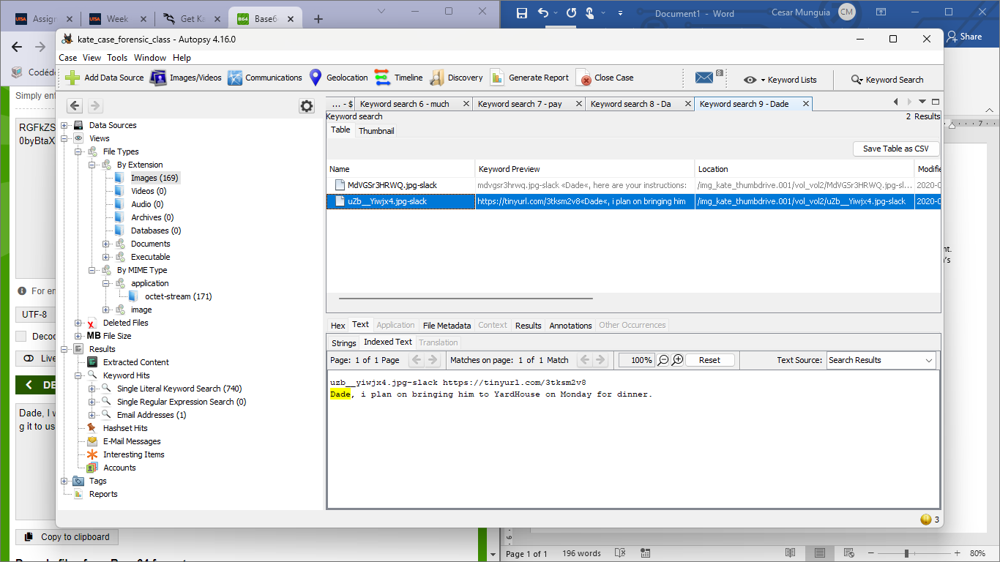 Assign
Week
Get Ka
Base6
Document1 - Word
Cesar Munguia
CM
Share
Codéd
kate_case_forensic_class - Autopsy 4.16.0
Case View Tools Window Help
Add Data Source
Images/Videos
Communications
Geolocation
Timeline
Discovery
Generate Report
Close Case
8
Keyword Lists
Keyword Search
Simply ent
RGFkZS
0byBtaX
For en
UTF-8
Decod
Live
DE
Dade, I w
g it to us
Copy to clipboard
Data Sources
Views
File Types
By Extension
Images (169)
Videos (0)
Audio (0)
Archives (0)
Databases (0)
Documents
Executable
By MIME Type
application
octet-stream (171)
image
Deleted Files
MB File Size
Results
Extracted Content
Keyword Hits
Single Literal Keyword Search (740)
Single Regular Expression Search (0)
Email Addresses (1)
Hashset Hits
E-Mail Messages
Interesting Items
Accounts
Tags
Reports
... - $
Keyword search 6 - much
Keyword search 7 - pay
Keyword search 8 - Da
Keyword search 9 - Dade
Keyword search
2 Results
Table Thumbnail
Save Table as CSV
Name Keyword Preview Location Modifie
MdVGSr3HRWQ.jpg-slack mdvgsr3hrwq.jpg-slack «Dade«, here are your instructions: /img_kate_thumbdrive.001/vol_vol2/MdVGSr3HRWQ.jpg-sl... 2020-0
uZb__Yiwjx4.jpg-slack https://tinyurl.com/3tksm2v8«Dade«, i plan on bringing him /img_kate_thumbdrive.001/vol_vol2/uZb__Yiwjx4.jpg-slack 2020-0
Hex Text Application File Metadata Context Results Annotations Other Occurrences
Strings Indexed Text Translation
Page: 1 of 1 Page
Matches on page: 1 of 1 Match
100%
Reset
Text Source: Search Results
uzb__yiwjx4.jpg-slack https://tinyurl.com/3tksm2v8
Dade, i plan on bringing him to YardHouse on Monday for dinner.
3
7
nt.
's
Page 1 of 1
196 words
80%